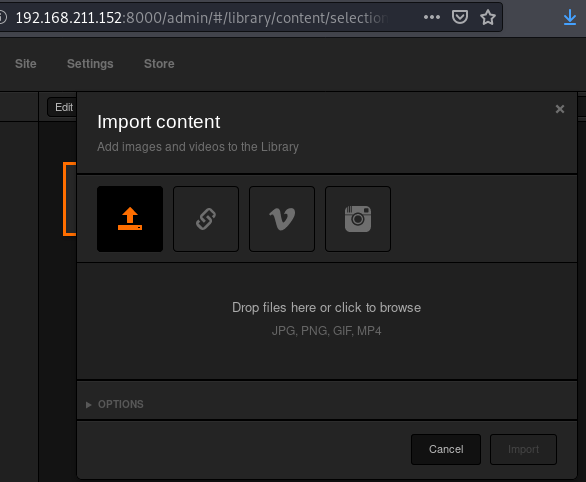 192.168.211.152:8000/admin/#/library/content/selection
Site Settings Store
Edit
Import content
Add images and videos to the Library
Drop files here or click to browse
JPG, PNG, GIF, MP4
OPTIONS
Cancel Import